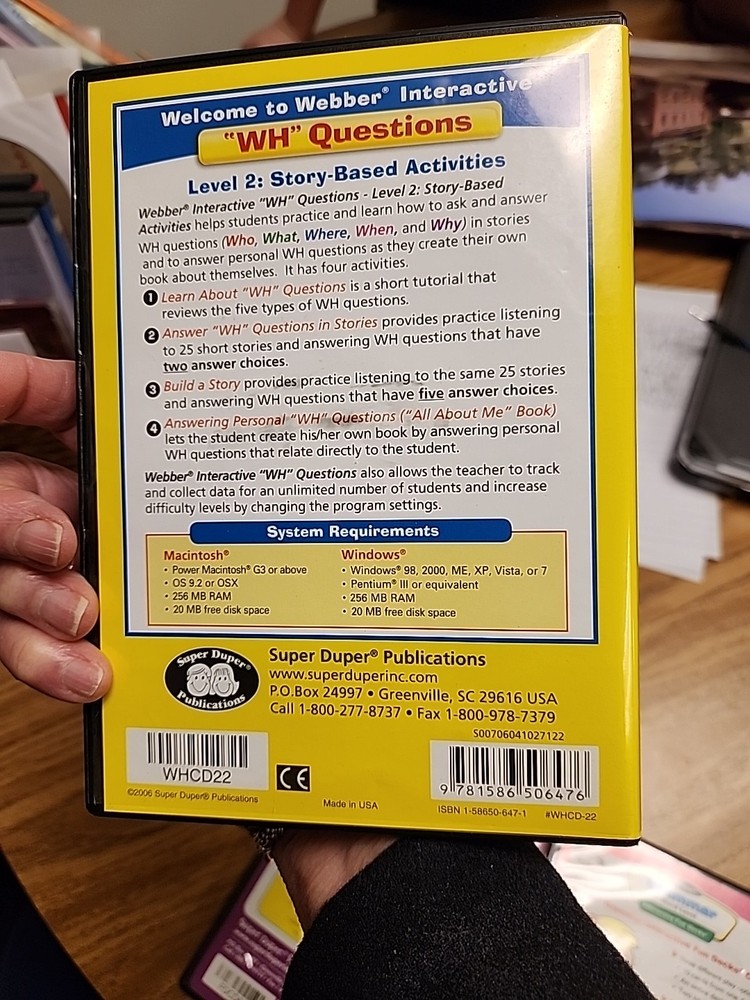 Welcome to Webber® Interactive
"WH" Questions
Level 2: Story-Based Activities
Webber® Interactive "WH" Questions - Level 2: Story-Based
Activities helps students practice and learn how to ask and answer
WH questions (Who, What, Where, When, and Why) in stories
and to answer personal WH questions as they create their own
book about themselves. It has four activities.
1 Learn About "WH" Questions is a short tutorial that
reviews the five types of WH questions.
2 Answer "WH" Questions in Stories provides practice listening
to 25 short stories and answering WH questions that have
two answer choices.
3 Build a Story provides practice listening to the same 25 stories
and answering WH questions that have five answer choices.
4 Answering Personal "WH" Questions ("All About Me" Book)
lets the student create his/her own book by answering personal
WH questions that relate directly to the student.
Webber® Interactive "WH" Questions also allows the teacher to track
and collect data for an unlimited number of students and increase
difficulty levels by changing the program settings.
System Requirements
Macintosh®
• Power Macintosh® G3 or above
• OS 9.2 or OSX
• 256 MB RAM
• 20 MB free disk space
Windows®
• Windows® 98, 2000, ME, XP, Vista, or 7
• Pentium® III or equivalent
• 256 MB RAM
• 20 MB free disk space
Super Duper®
Publications
Super Duper® Publications
www.superduperinc.com
P.O.Box 24997 • Greenville, SC 29616 USA
Call 1-800-277-8737 • Fax 1-800-978-7379
S00706041027122
WHCD22
CE
9 781586 506476
©2006 Super Duper® Publications
Made in USA
ISBN 1-58650-647-1 #WHCD-22